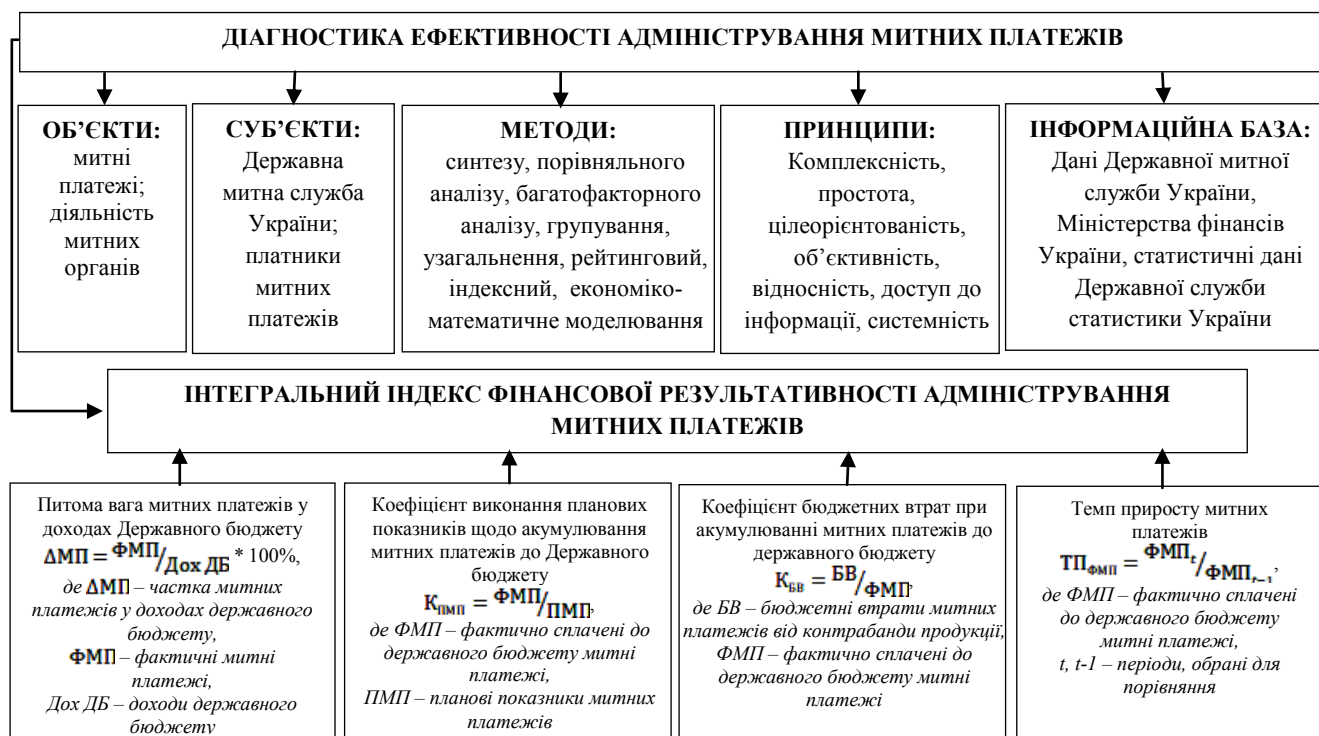 ДІАГНОСТИКА ЕФЕКТИВНОСТІ АДМІНІСТРУВАННЯ МИТНИХ ПЛАТЕЖІВ
ОБ’ЄКТИ:
митні
платежі;
діяльність
митних
органів
СУБ’ЄКТИ:
Державна
митна служба
України;
платники
митних
платежів
МЕТОДИ:
синтезу, порівняльного
аналізу, багатофакторного
аналізу, групування,
узагальнення, рейтинговий,
індексний, економіко-
математичне моделювання
ПРИНЦИПИ:
Комплексність,
простота,
цілеорієнтованість,
об’єктивність,
відносність, доступ до
інформації, системність
ІНФОРМАЦІЙНА БАЗА:
Дані Державної митної
служби України,
Міністерства фінансів
України, статистичні дані
Державної служби
статистики України
ІНТЕГРАЛЬНИЙ ІНДЕКС ФІНАНСОВОЇ РЕЗУЛЬТАТИВНОСТІ АДМІНІСТРУВАННЯ
МИТНИХ ПЛАТЕЖІВ
Питома вага митних платежів у
доходах Державного бюджету
ΔМП = ФМП/Дох ДБ * 100%,
де ΔМП – частка митних
платежів у доходах державного
бюджету,
ФМП – фактичні митні
платежі,
Дох ДБ – доходи державного
бюджету
Коефіцієнт виконання планових
показників щодо акумулювання
митних платежів до Державного
бюджету
К_ПМП = ФМП/ПМП,
де ФМП – фактично сплачені до
державного бюджету митні
платежі,
ПМП – планові показники митних
платежів
Коефіцієнт бюджетних втрат при
акумулюванні митних платежів до
державного бюджету
К_БВ = БВ/ФМП,
де БВ – бюджетні втрати митних
платежів від контрабанди продукції,
ФМП – фактично сплачені до
державного бюджету митні
платежі
Темп приросту митних
платежів
ТП_ФМП = ФМП_t/ФМП_t-1,
де ФМП – фактично сплачені
до державного бюджету
митні платежі,
t, t-1 – періоди, обрані для
порівняння